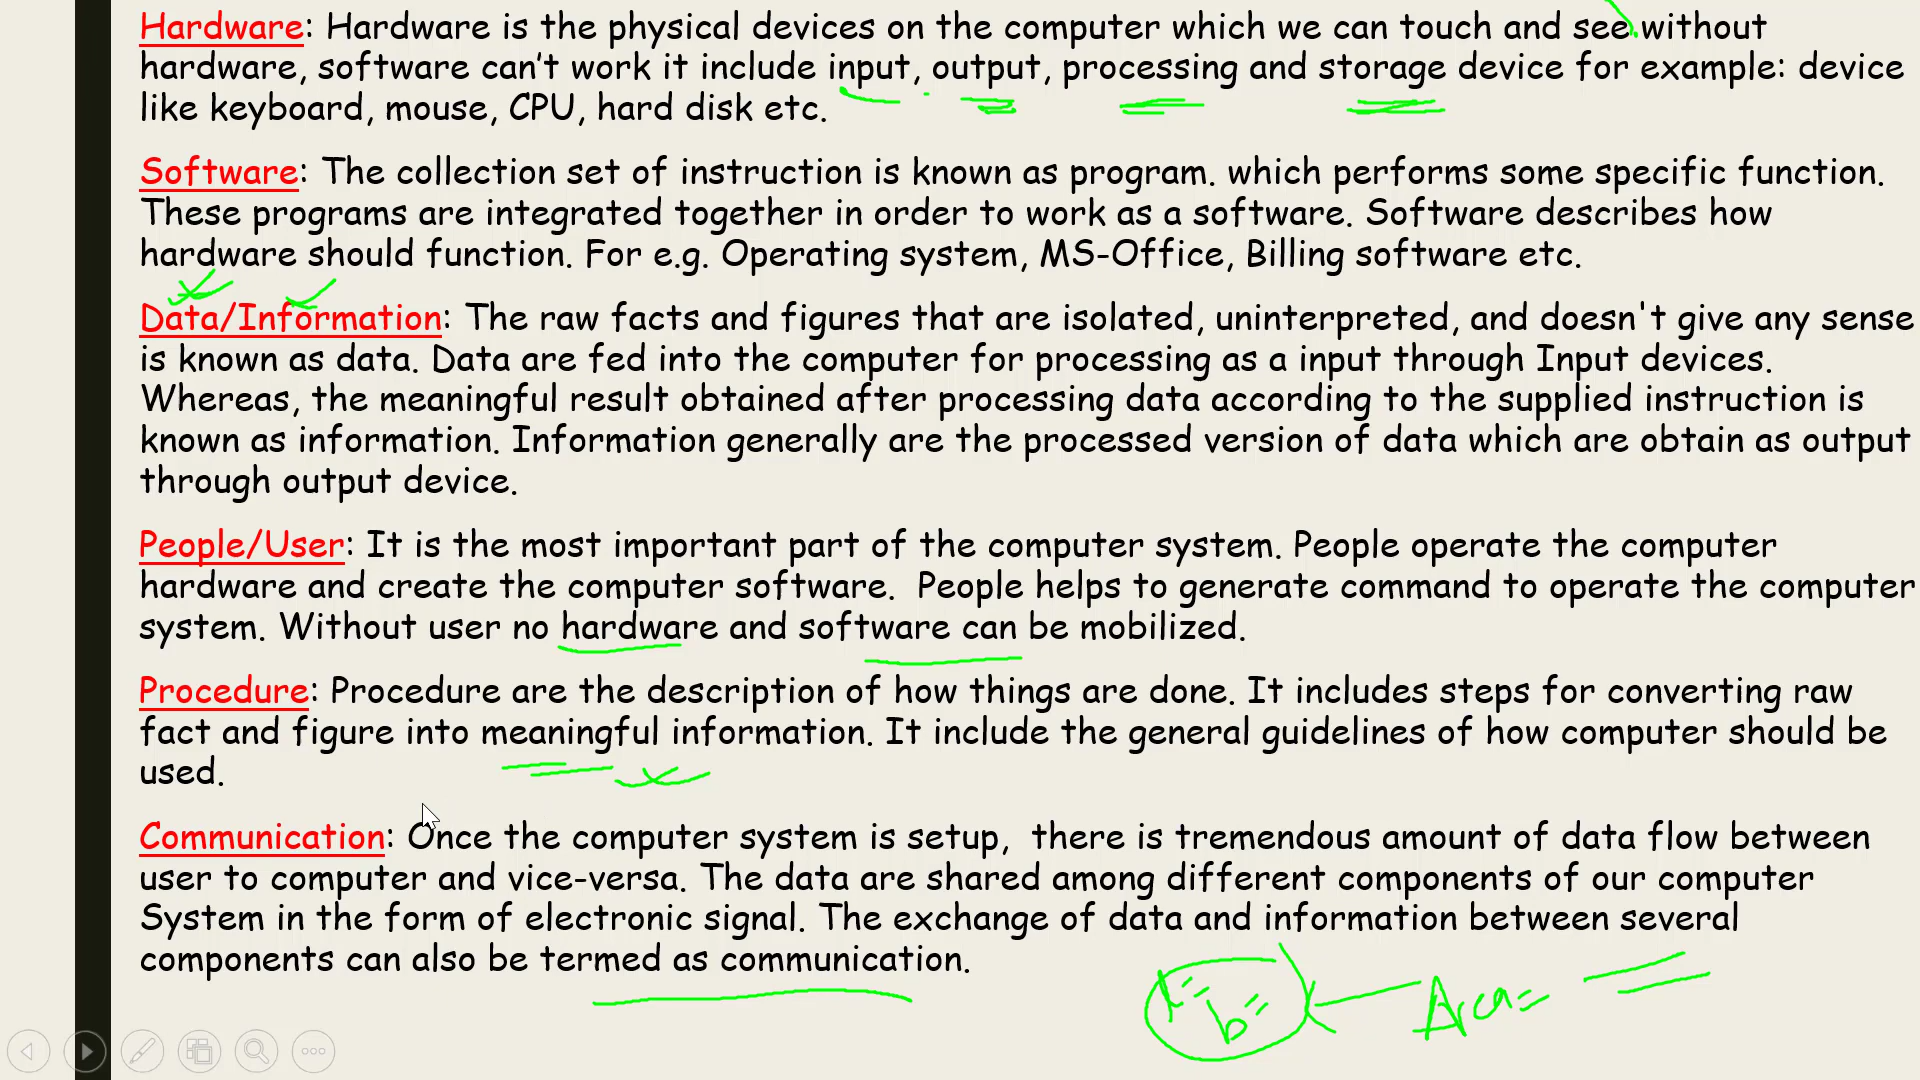 Hardware: Hardware is the physical devices on the computer which we can touch and see.without
hardware, software can't work it include input, output, processing and storage device for example: device
like keyboard, mouse, CPU, hard disk etc.
Software: The collection set of instruction is known as program. which performs some specific function.
These programs are integrated together in order to work as a software. Software describes how
hardware should function. For e.g. Operating system, MS-Office, Billing software etc.
Data/Information: The raw facts and figures that are isolated, uninterpreted, and doesn't give any sense
is known as data. Data are fed into the computer for processing as a input through Input devices.
Whereas, the meaningful result obtained after processing data according to the supplied instruction is
known as information. Information generally are the processed version of data which are obtain as output
through output device.
People/User: It is the most important part of the computer system. People operate the computer
hardware and create the computer software.  People helps to generate command to operate the computer
system. Without user no hardware and software can be mobilized.
Procedure: Procedure are the description of how things are done. It includes steps for converting raw
fact and figure into meaningful information. It include the general guidelines of how computer should be
used.
Communication: Once the computer system is setup,  there is tremendous amount of data flow between
user to computer and vice-versa. The data are shared among different components of our computer
System in the form of electronic signal. The exchange of data and information between several
components can also be termed as communication.
b=
Area=